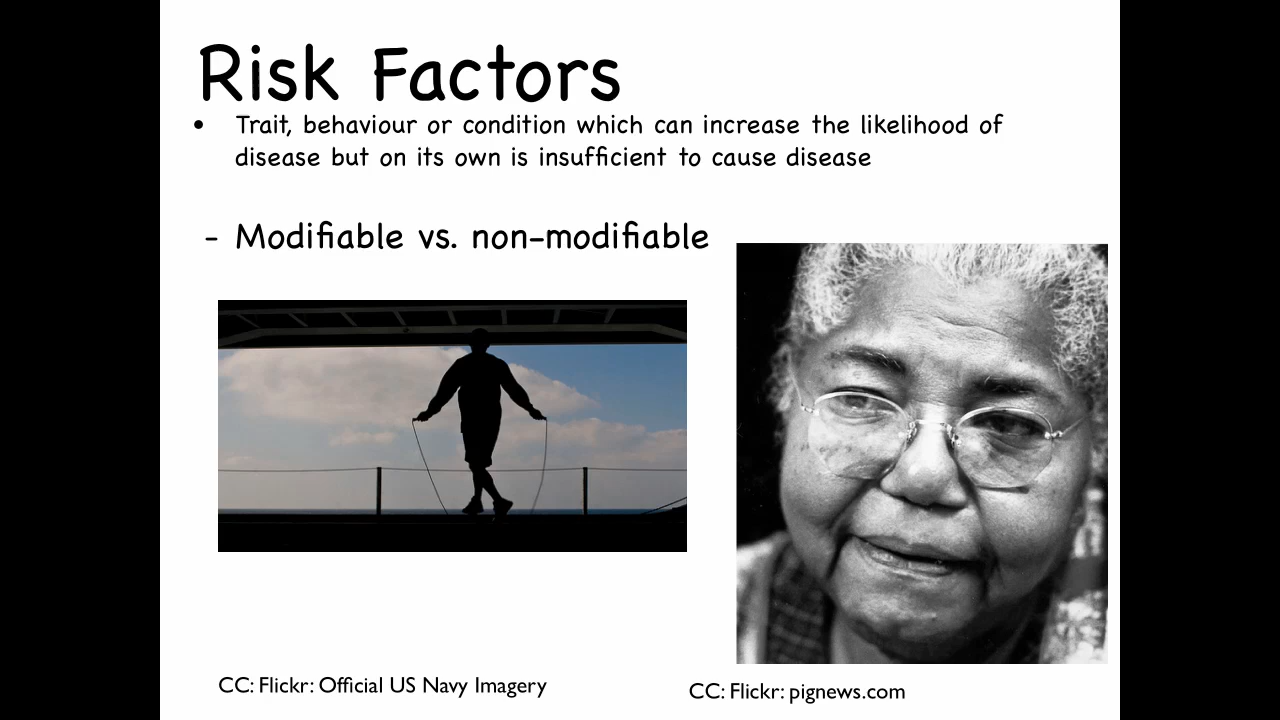 Risk Factors
• Trait, behaviour or condition which can increase the likelihood of
disease but on its own is insufficient to cause disease
- Modifiable vs. non-modifiable
CC: Flickr: Official US Navy Imagery
CC: Flickr: pignews.com